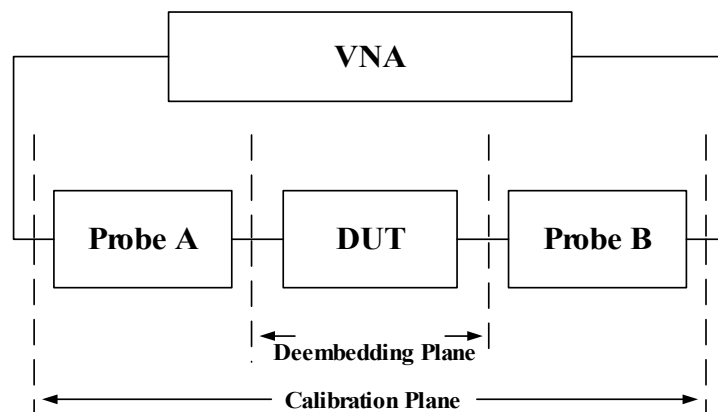 VNA
Probe A
DUT
Probe B
Deembedding Plane
Calibration Plane